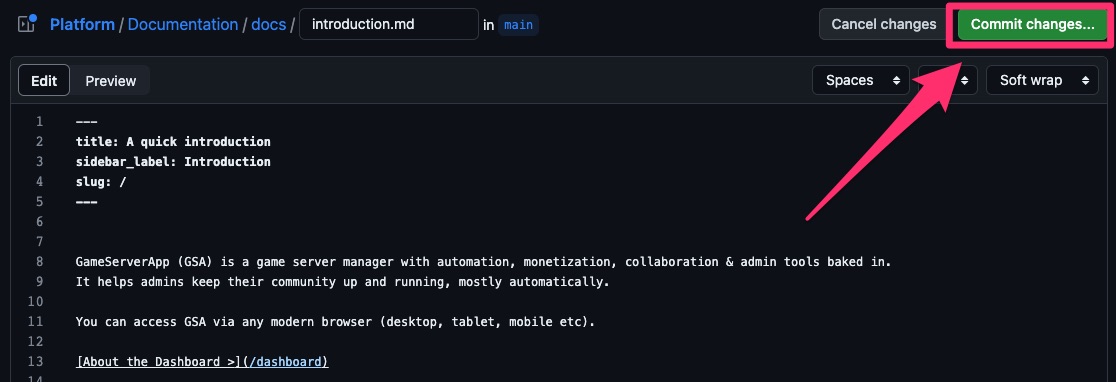 Platform / Documentation / docs / introduction.md in main Cancel changes Commit changes...
Edit Preview Spaces Soft wrap
1 ---
2 title: A quick introduction
3 sidebar_label: Introduction
4 slug: /
5 ---
6
7
8 GameServerApp (GSA) is a game server manager with automation, monetization, collaboration & admin tools baked in.
9 It helps admins keep their community up and running, mostly automatically.
10
11 You can access GSA via any modern browser (desktop, tablet, mobile etc).
12
13 [About the Dashboard >](/dashboard)
14